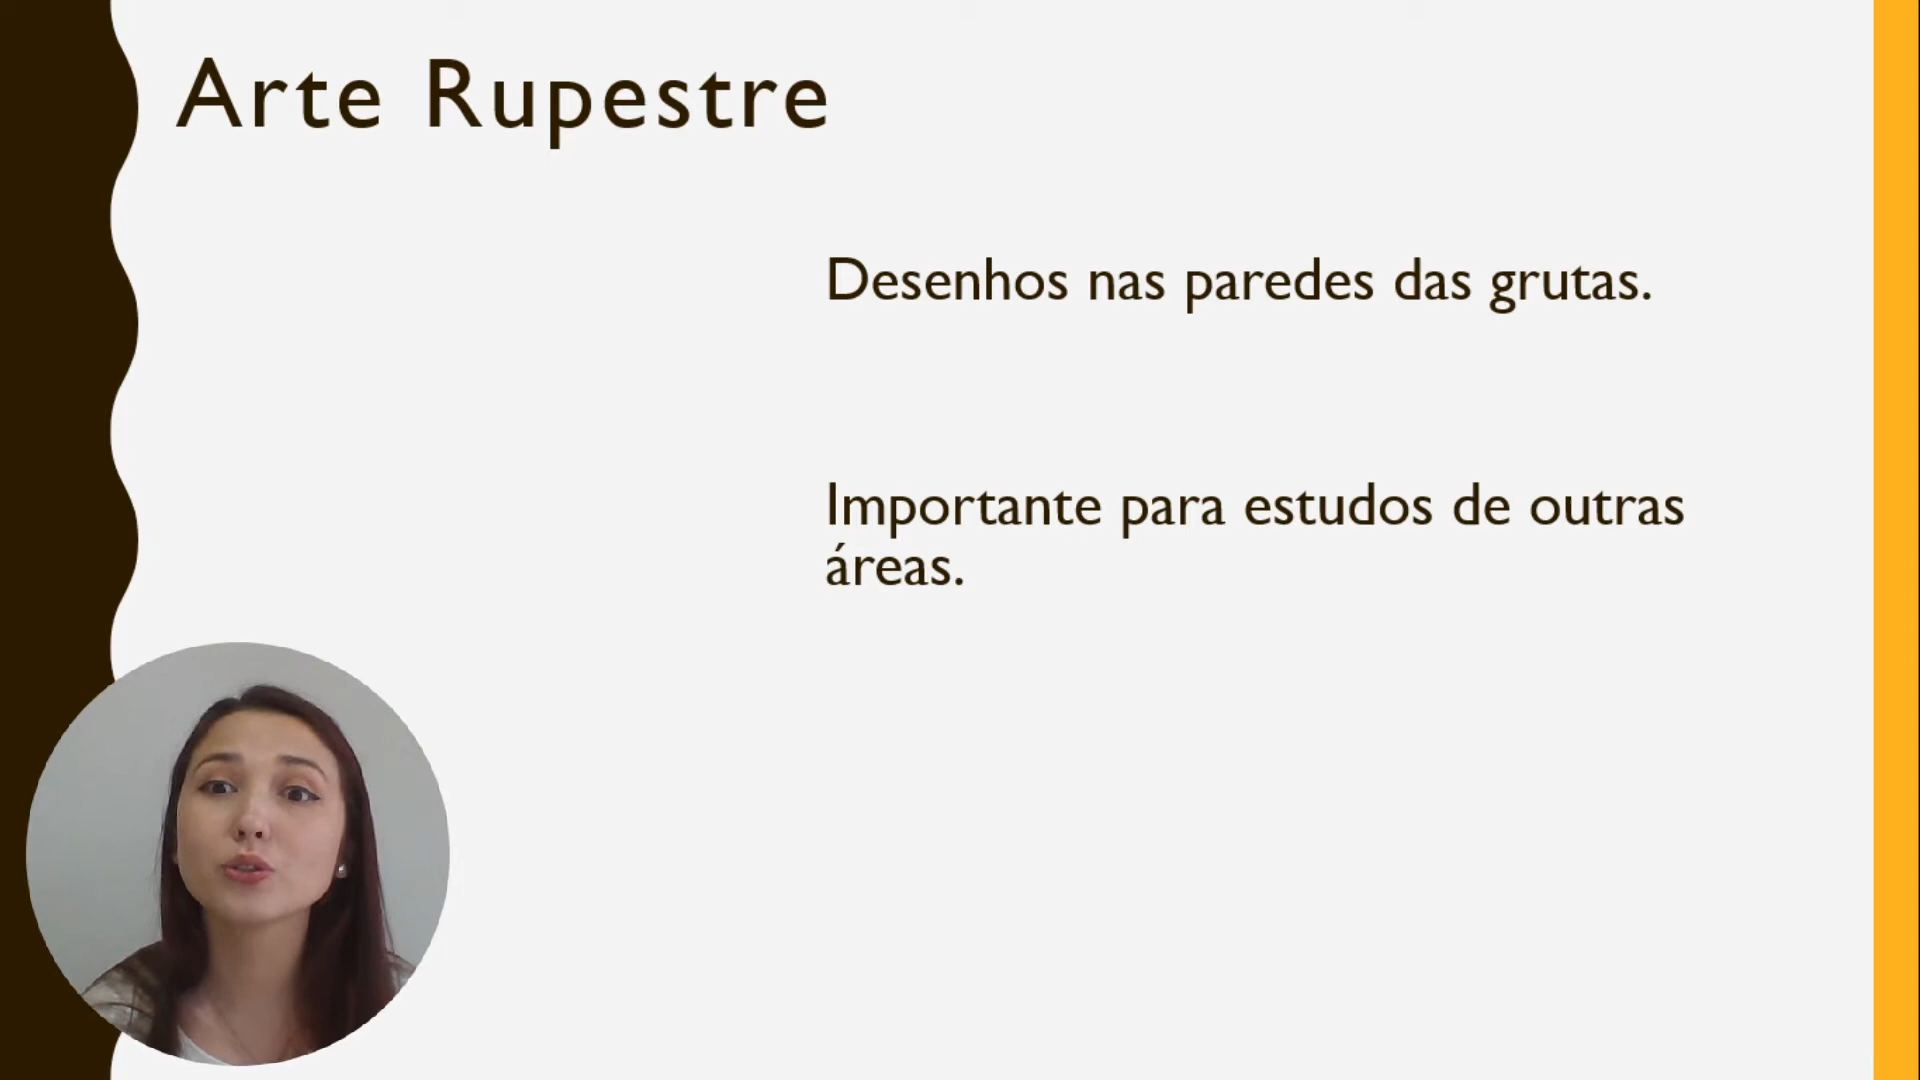 Arte Rupestre
Desenhos nas paredes das grutas.
Importante para estudos de outras
áreas.